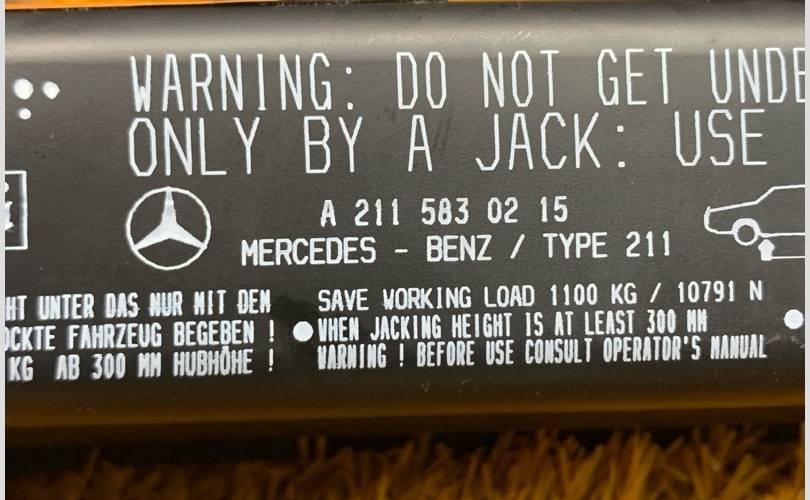 WARNING: DO NOT GET UNDE
ONLY BY A JACK: USE
A 211 583 02 15
MERCEDES - BENZ / TYPE 211
HT UNTER DAS NUR MIT DEM
OCKTE FAHRZEUG BEGEBEN !
KG AB 300 MM HUBHÖHE !
SAVE WORKING LOAD 1100 KG / 10791 N
WHEN JACKING HEIGHT IS AT LEAST 300 MM
WARNING ! BEFORE USE CONSULT OPERATOR'S MANUAL